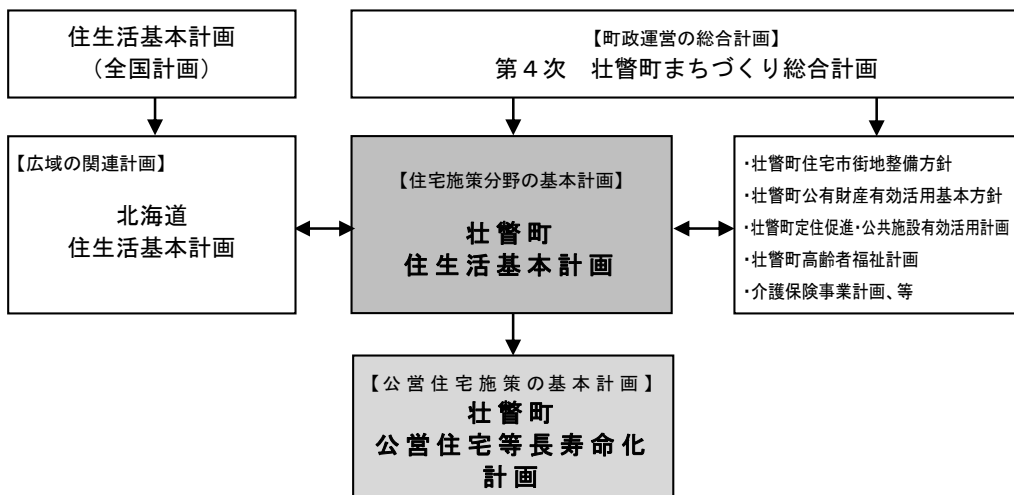 住生活基本計画
（全国計画）
【町政運営の総合計画】
第４次　壮瞥町まちづくり総合計画
【広域の関連計画】
北海道
住生活基本計画
【住宅施策分野の基本計画】
壮瞥町
住生活基本計画
・壮瞥町住宅市街地整備方針
・壮瞥町公有財産有効活用基本方針
・壮瞥町定住促進・公共施設有効活用計画
・壮瞥町高齢者福祉計画
・介護保険事業計画、等
【公営住宅施策の基本計画】
壮瞥町
公営住宅等長寿命化
計画